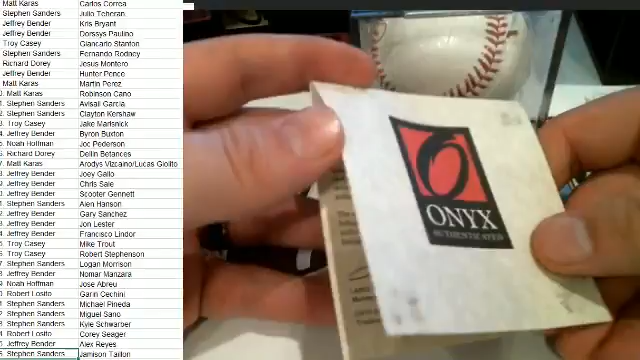 Matt Karas Carlos Correa
Stephen Sanders Julio Teheran
Jeffrey Bender Kris Bryant
Jeffrey Bender Dorssys Paulino
Troy Casey Giancarlo Stanton
Stephen Sanders Fernando Rodney
Richard Dorey Jesus Montero
Jeffrey Bender Hunter Pence
Matt Karas Martin Perez
Matt Karas Robinson Cano
Stephen Sanders Avisail Garcia
Stephen Sanders Clayton Kershaw
Troy Casey Jake Marisnick
Jeffrey Bender Byron Buxton
Noah Hoffman Joc Pederson
Richard Dorey Dellin Betances
Matt Karas Arodys Vizcaino/Lucas Giolito
Jeffrey Bender Joey Gallo
Jeffrey Bender Chris Sale
Jeffrey Bender Scooter Gennett
Stephen Sanders Alen Hanson
Jeffrey Bender Gary Sanchez
Jeffrey Bender Jon Lester
Jeffrey Bender Francisco Lindor
Troy Casey Mike Trout
Troy Casey Robert Stephenson
Stephen Sanders Logan Morrison
Jeffrey Bender Nomar Manzara
Noah Hoffman Jose Abreu
Robert Losito Garin Cechini
Stephen Sanders Michael Pineda
Stephen Sanders Miguel Sano
Stephen Sanders Kyle Schwarber
Robert Losito Corey Seager
Jeffrey Bender Alex Reyes
Stephen Sanders Jamison Taillon
ONYX
AUTHENTICATED